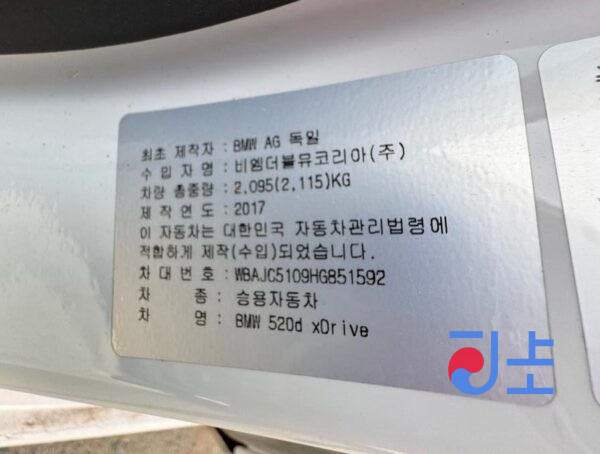 최초 제작자 : BMW AG 독일
수 입 자 명 : 비엠더블유코리아(주)
차량 총중량 : 2,095(2,115)KG
제 작 연 도 : 2017
이 자동차는 대한민국 자동차관리법령에
적합하게 제작(수입)되었습니다.
차 대 번 호 : WBAJC5109HG851592
차 종 : 승용자동차
차 명 : BMW 520d xDrive